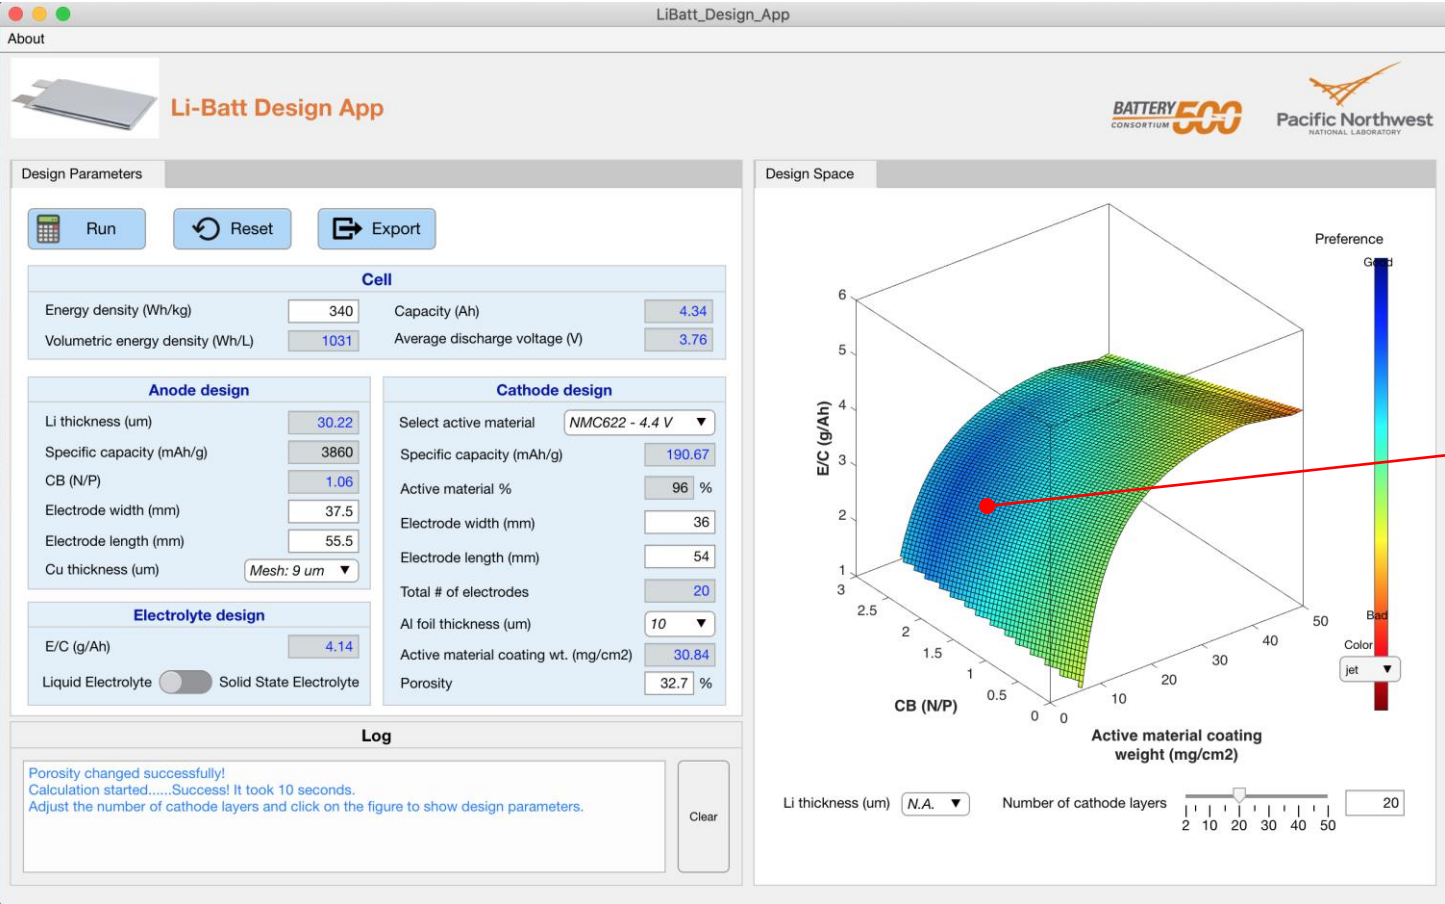 LiBatt_Design_App
About
Li-Batt Design App
BATTERY 500
CONSORTIUM
Pacific Northwest
NATIONAL LABORATORY
Design Parameters
Run
Reset
Export
Cell
Energy density (Wh/kg) 340 Capacity (Ah) 4.34
Volumetric energy density (Wh/L) 1031 Average discharge voltage (V) 3.76
Anode design
Li thickness (um) 30.22
Specific capacity (mAh/g) 3860
CB (N/P) 1.06
Electrode width (mm) 37.5
Electrode length (mm) 55.5
Cu thickness (um) Mesh: 9 um
Electrolyte design
E/C (g/Ah) 4.14
Liquid Electrolyte Solid State Electrolyte
Cathode design
Select active material NMC622 - 4.4 V
Specific capacity (mAh/g) 190.67
Active material % 96 %
Electrode width (mm) 36
Electrode length (mm) 54
Total # of electrodes 20
Al foil thickness (um) 10
Active material coating wt. (mg/cm2) 30.84
Porosity 32.7 %
Log
Porosity changed successfully!
Calculation started......Success! It took 10 seconds.
Adjust the number of cathode layers and click on the figure to show design parameters.
Clear
Design Space
Preference
Good
Bad
Color
jet
E/C (g/Ah)
6
5
4
3
2
1
3
2.5
2
1.5
1
0.5
0
CB (N/P)
0
10
20
30
40
50
Active material coating
weight (mg/cm2)
Li thickness (um) N.A. Number of cathode layers 20
2 10 20 30 40 50